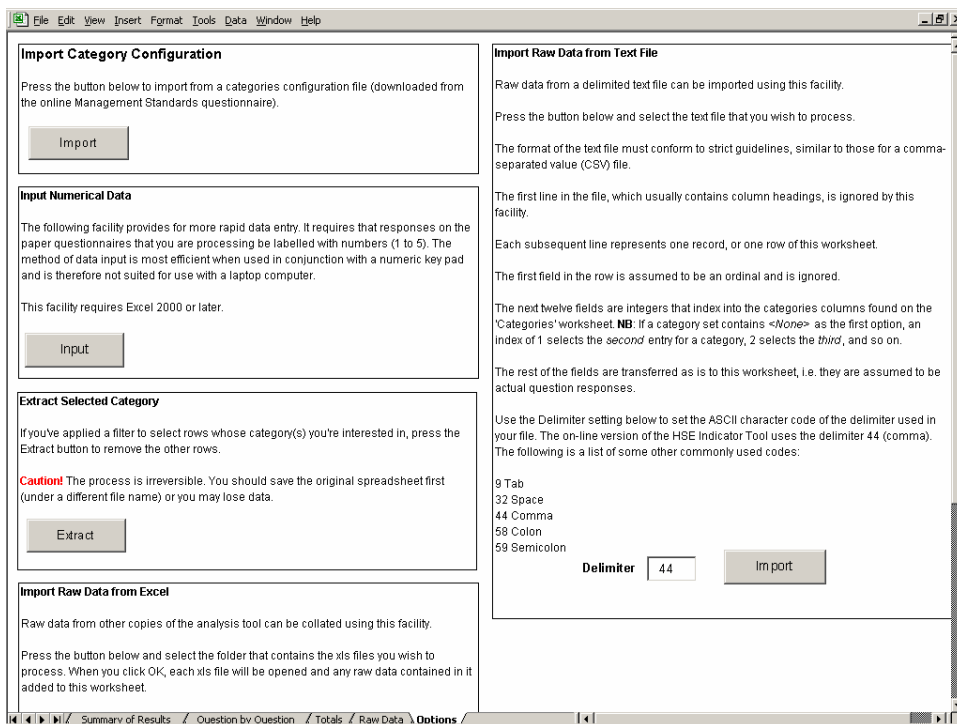 File Edit View Insert Format Tools Data Window Help
Import Category Configuration
Press the button below to import from a categories configuration file (downloaded from
the online Management Standards questionnaire).
Import
Input Numerical Data
The following facility provides for more rapid data entry. It requires that responses on the
paper questionnaires that you are processing be labelled with numbers (1 to 5). The
method of data input is most efficient when used in conjunction with a numeric key pad
and is therefore not suited for use with a laptop computer.
This facility requires Excel 2000 or later.
Input
Extract Selected Category
If you've applied a filter to select rows whose category(s) you're interested in, press the
Extract button to remove the other rows.
Caution! The process is irreversible. You should save the original spreadsheet first
(under a different file name) or you may lose data.
Extract
Import Raw Data from Excel
Raw data from other copies of the analysis tool can be collated using this facility.
Press the button below and select the folder that contains the xls files you wish to
process. When you click OK, each xls file will be opened and any raw data contained in it
added to this worksheet.
Import Raw Data from Text File
Raw data from a delimited text file can be imported using this facility.
Press the button below and select the text file that you wish to process.
The format of the text file must conform to strict guidelines, similar to those for a comma-
separated value (CSV) file.
The first line in the file, which usually contains column headings, is ignored by this
facility.
Each subsequent line represents one record, or one row of this worksheet.
The first field in the row is assumed to be an ordinal and is ignored.
The next twelve fields are integers that index into the categories columns found on the
'Categories' worksheet. NB: If a category set contains <None> as the first option, an
index of 1 selects the second entry for a category, 2 selects the third, and so on.
The rest of the fields are transferred as is to this worksheet, i.e. they are assumed to be
actual question responses.
Use the Delimiter setting below to set the ASCII character code of the delimiter used in
your file. The on-line version of the HSE Indicator Tool uses the delimiter 44 (comma).
The following is a list of some other commonly used codes:
9 Tab
32 Space
44 Comma
58 Colon
59 Semicolon
Delimiter 44 Import
Summary of Results / Question by Question / Totals / Raw Data \ Options /